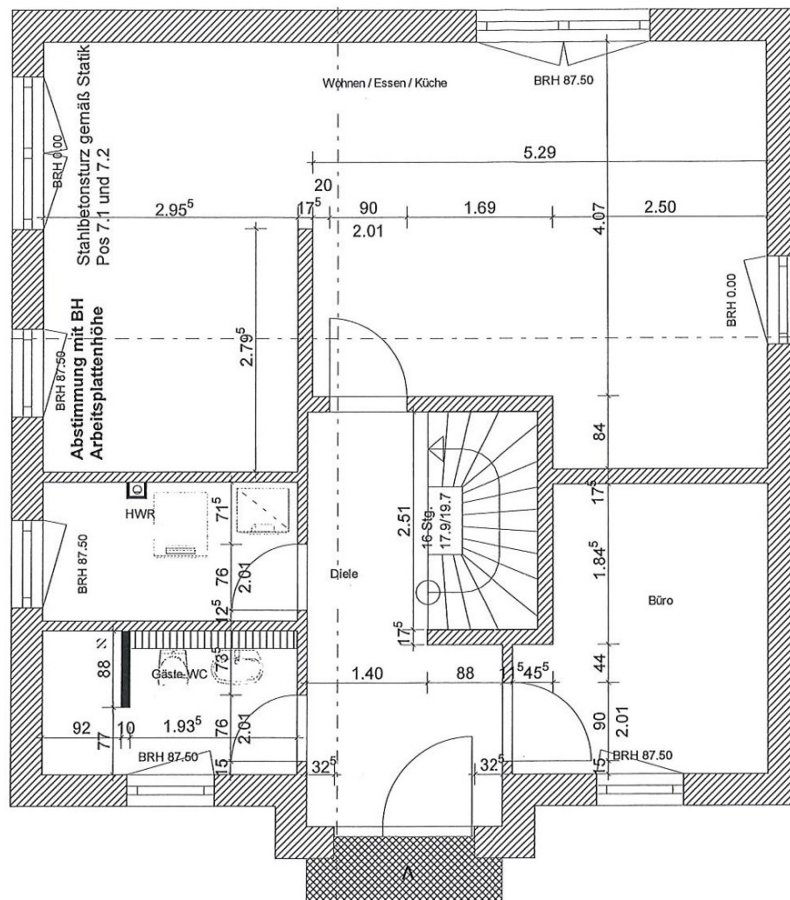 Wohnen / Essen / Küche
BRH 87.50
BRH 0.00
Stahlbetonsturz gemäß Statik
Pos 7.1 und 7.2
5.29
20
2.95⁵
17⁵
90
2.01
1.69
4.07
2.50
BRH 0.00
2.79⁵
BRH 87.50
Abstimmung mit BH
Arbeitsplattenhöhe
84
HWR
71⁵
BRH 87.50
76
2.01
12⁵
Diele
2.51
16 Stg.
17.9/19.7
17⁵
17⁵
1.84⁵
Büro
88
73⁵
Gäste-WC
1.40
88
11⁵
45⁵
44
92
10
1.93⁵
77
76
2.01
15
BRH 87.50
32⁵
32⁵
90
2.01
15
BRH 87.50